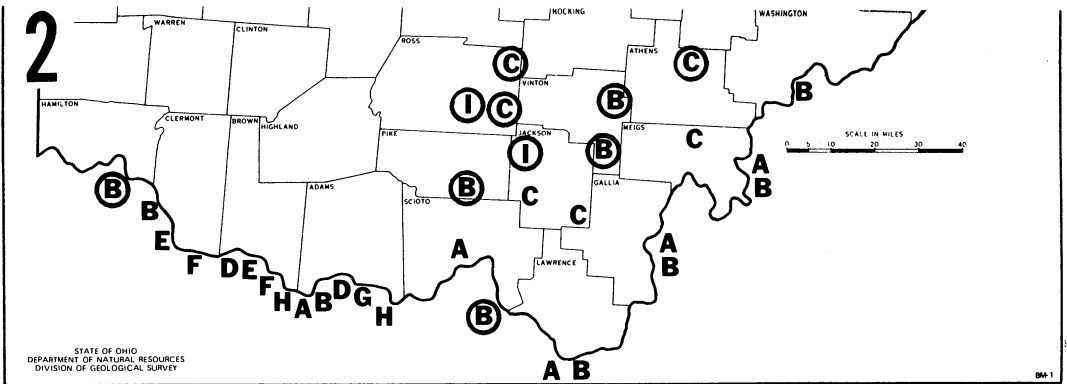 2
HOCKING
WASHINGTON
WARREN
CLINTON
ROSS
ATHENS
C
C
VINTON
B
B
HAMILTON
I
C
CLERMONT
BROWN
HIGHLAND
PIKE
JACKSON
MEIGS
C
SCALE IN MILES
0 5 10 20 30 40
I
B
A
B
B
ADAMS
B
GALLIA
SCIOTO
C
B
C
E
A
A
B
F
D
E
LAWRENCE
F
H
A
B
D
G
H
B
STATE OF OHIO
DEPARTMENT OF NATURAL RESOURCES
DIVISION OF GEOLOGICAL SURVEY
A B
BM-1